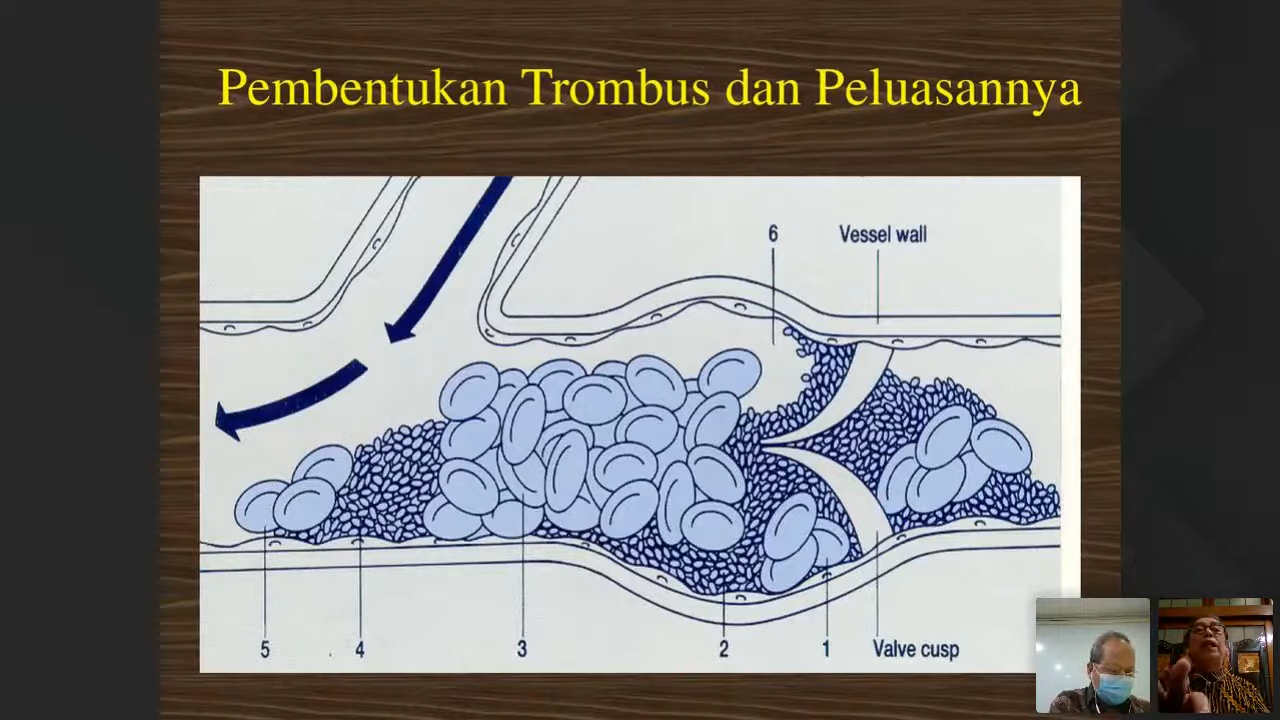 Pembentukan Trombus dan Peluasannya
6 Vessel wall
5 4 3 2 1 Valve cusp